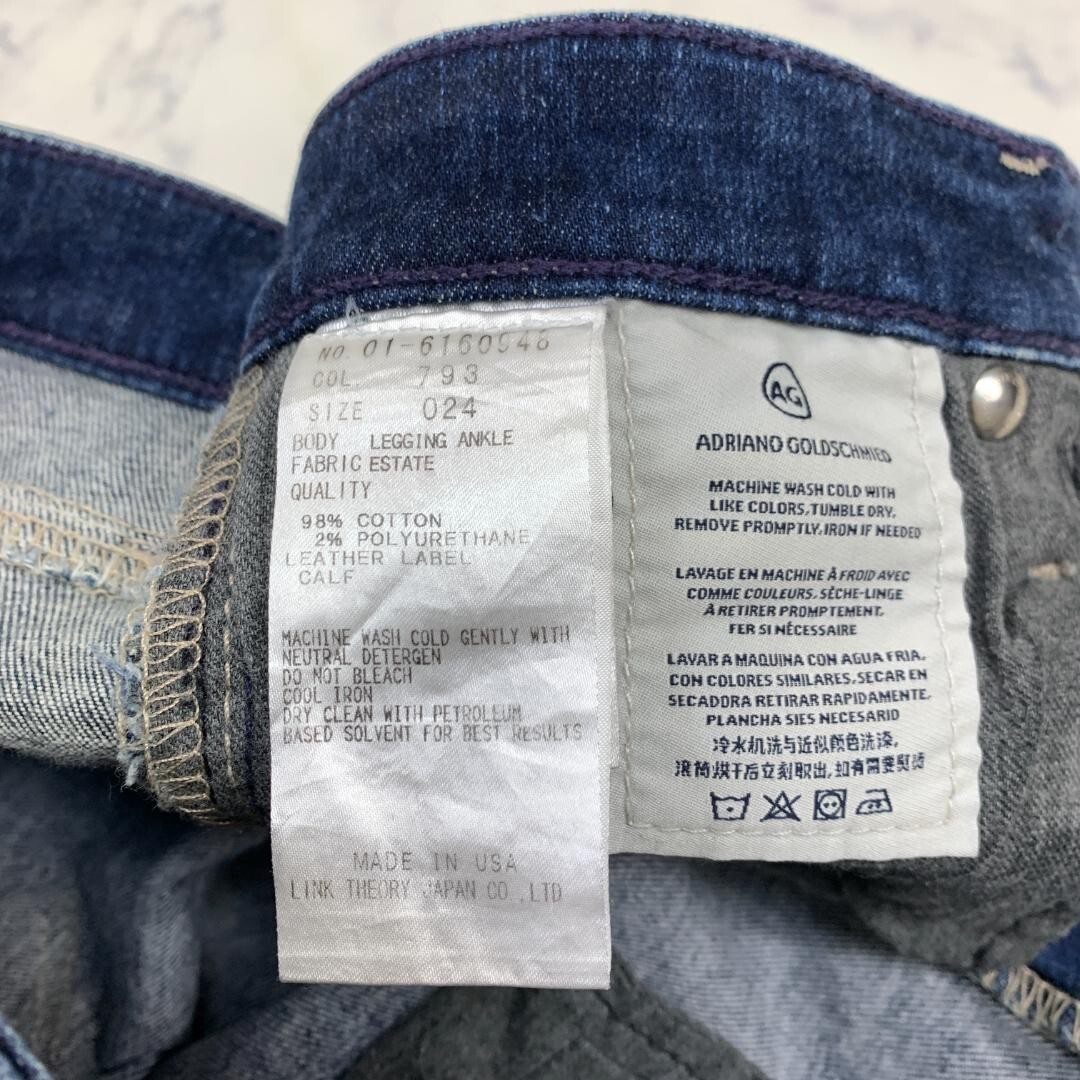 NO. 01-6160948
COL. 793
SIZE 024
BODY LEGGING ANKLE
FABRIC ESTATE
QUALITY
98% COTTON
2% POLYURETHANE
LEATHER LABEL
CALF
MACHINE WASH COLD GENTLY WITH
NEUTRAL DETERGEN
DO NOT BLEACH
COOL IRON
DRY CLEAN WITH PETROLEUM
BASED SOLVENT FOR BEST RESULTS
MADE IN USA
LINK THEORY JAPAN CO.,LTD
AG
ADRIANO GOLDSCHMIED
MACHINE WASH COLD WITH
LIKE COLORS,TUMBLE DRY.
REMOVE PROMPTLY,IRON IF NEEDED
LAVAGE EN MACHINE À FROID AVEC
COMME COULEURS, SÈCHE-LINGE
À RETIRER PROMPTEMENT.
FER SI NÉCESSAIRE
LAVAR A MAQUINA CON AGUA FRIA.
CON COLORES SIMILARES, SECAR EN
SECADORA RETIRAR RAPIDAMENTE.
PLANCHA SIES NECESARID
冷水机洗与近似颜色洗涤,
滚筒烘干后立刻取出,如有需要熨烫